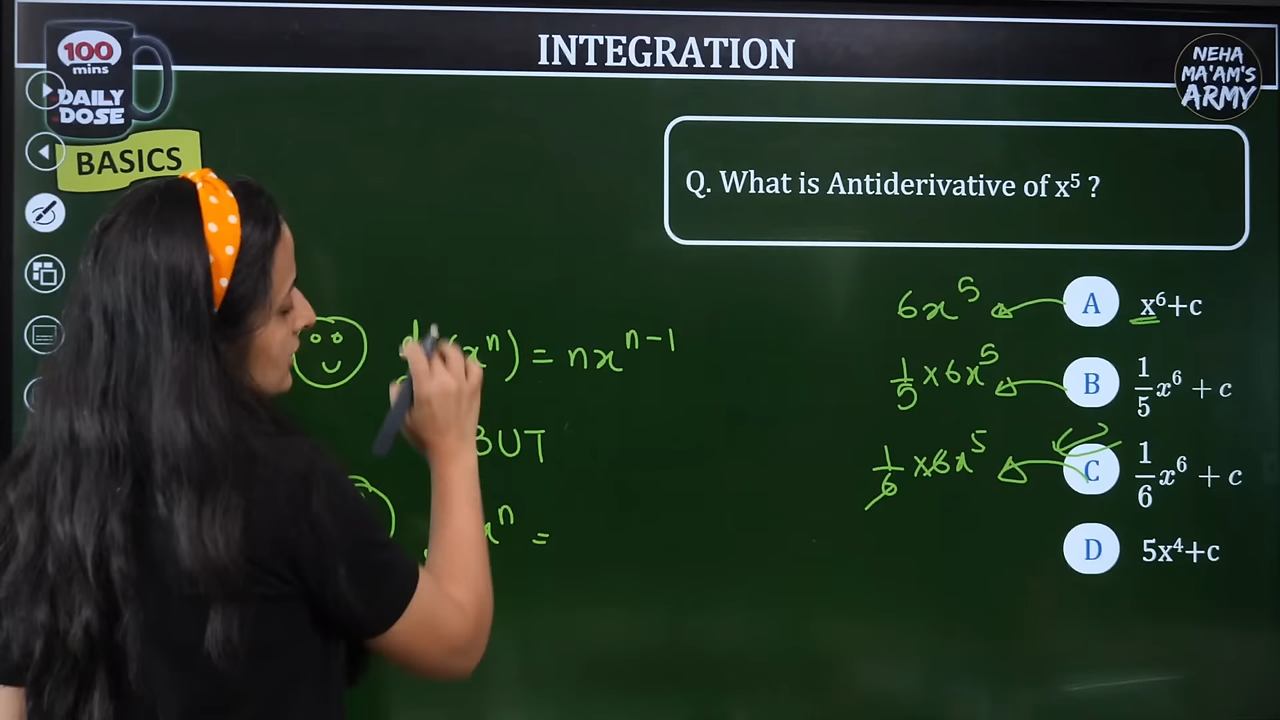 INTEGRATION
100
mins
DAILY
DOSE
NEHA
MA'AM'S
ARMY
BASICS
Q. What is Antiderivative of x⁵ ?
6x⁵
A x⁶+c
1/5 × 6x⁵
B 1/5 x⁶ + c
1/6 × 6x⁵
C 1/6 x⁶ + c
D 5x⁴+c
(xⁿ) = nxⁿ⁻¹
BUT
xⁿ =